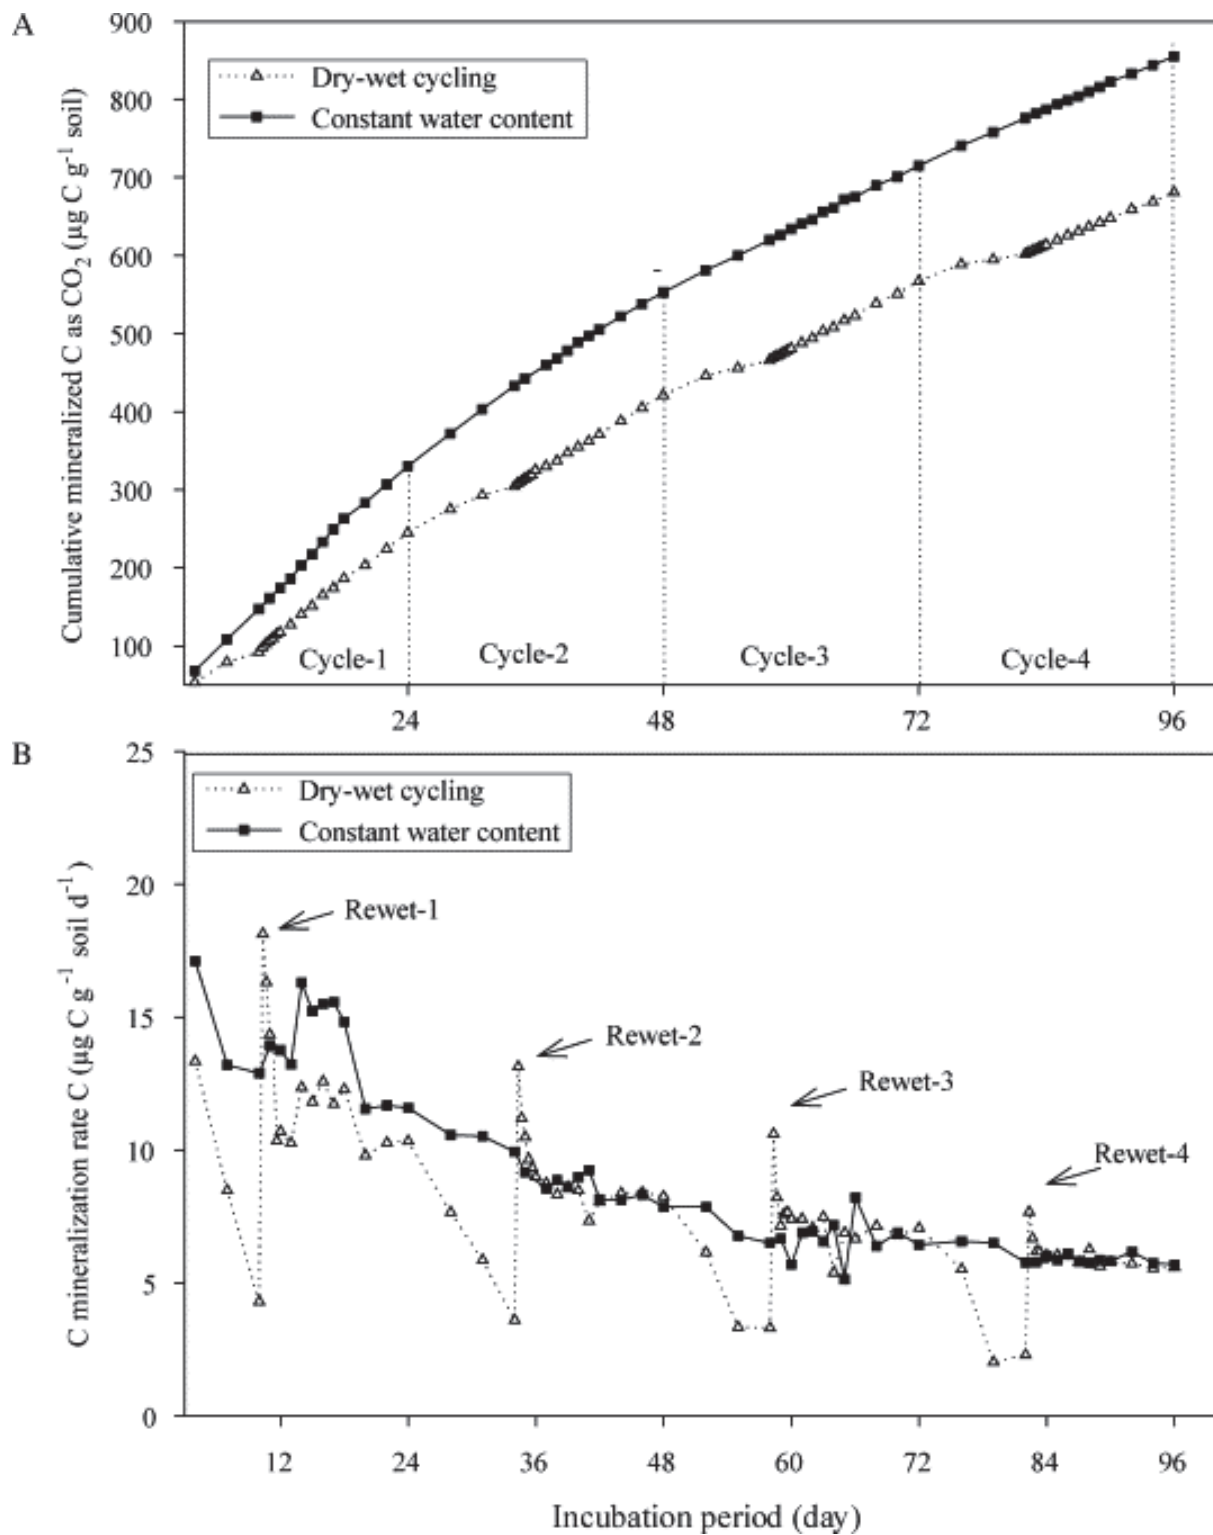 A
900
800
700
600
500
400
300
200
100
Cumulative mineralized C as CO₂ (µg C g⁻¹ soil)
Dry-wet cycling
Constant water content
Cycle-1
Cycle-2
Cycle-3
Cycle-4
24
48
72
96
B
25
20
15
10
5
0
C mineralization rate C (µg C g⁻¹ soil d⁻¹)
Dry-wet cycling
Constant water content
Rewet-1
Rewet-2
Rewet-3
Rewet-4
12
24
36
48
60
72
84
96
Incubation period (day)